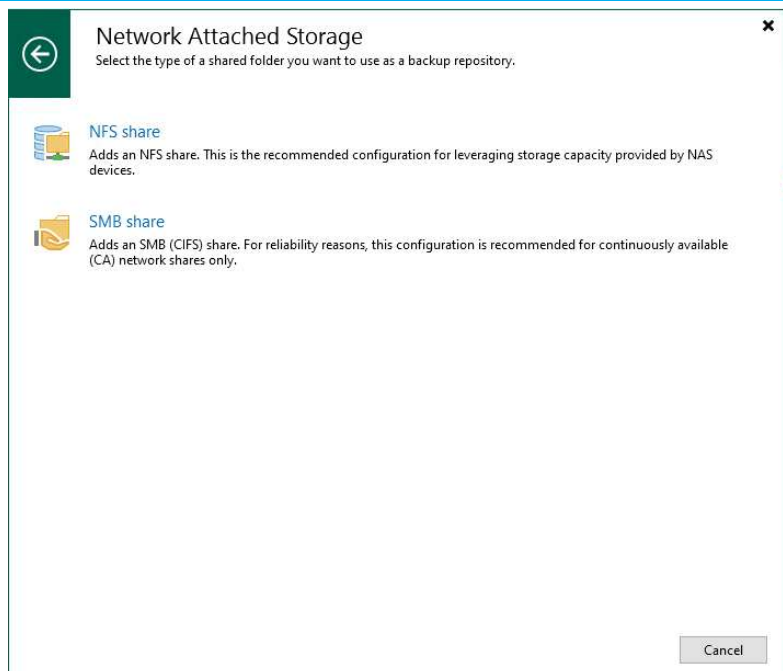 Network Attached Storage
Select the type of a shared folder you want to use as a backup repository.
NFS share
Adds an NFS share. This is the recommended configuration for leveraging storage capacity provided by NAS
devices.
SMB share
Adds an SMB (CIFS) share. For reliability reasons, this configuration is recommended for continuously available
(CA) network shares only.
Cancel